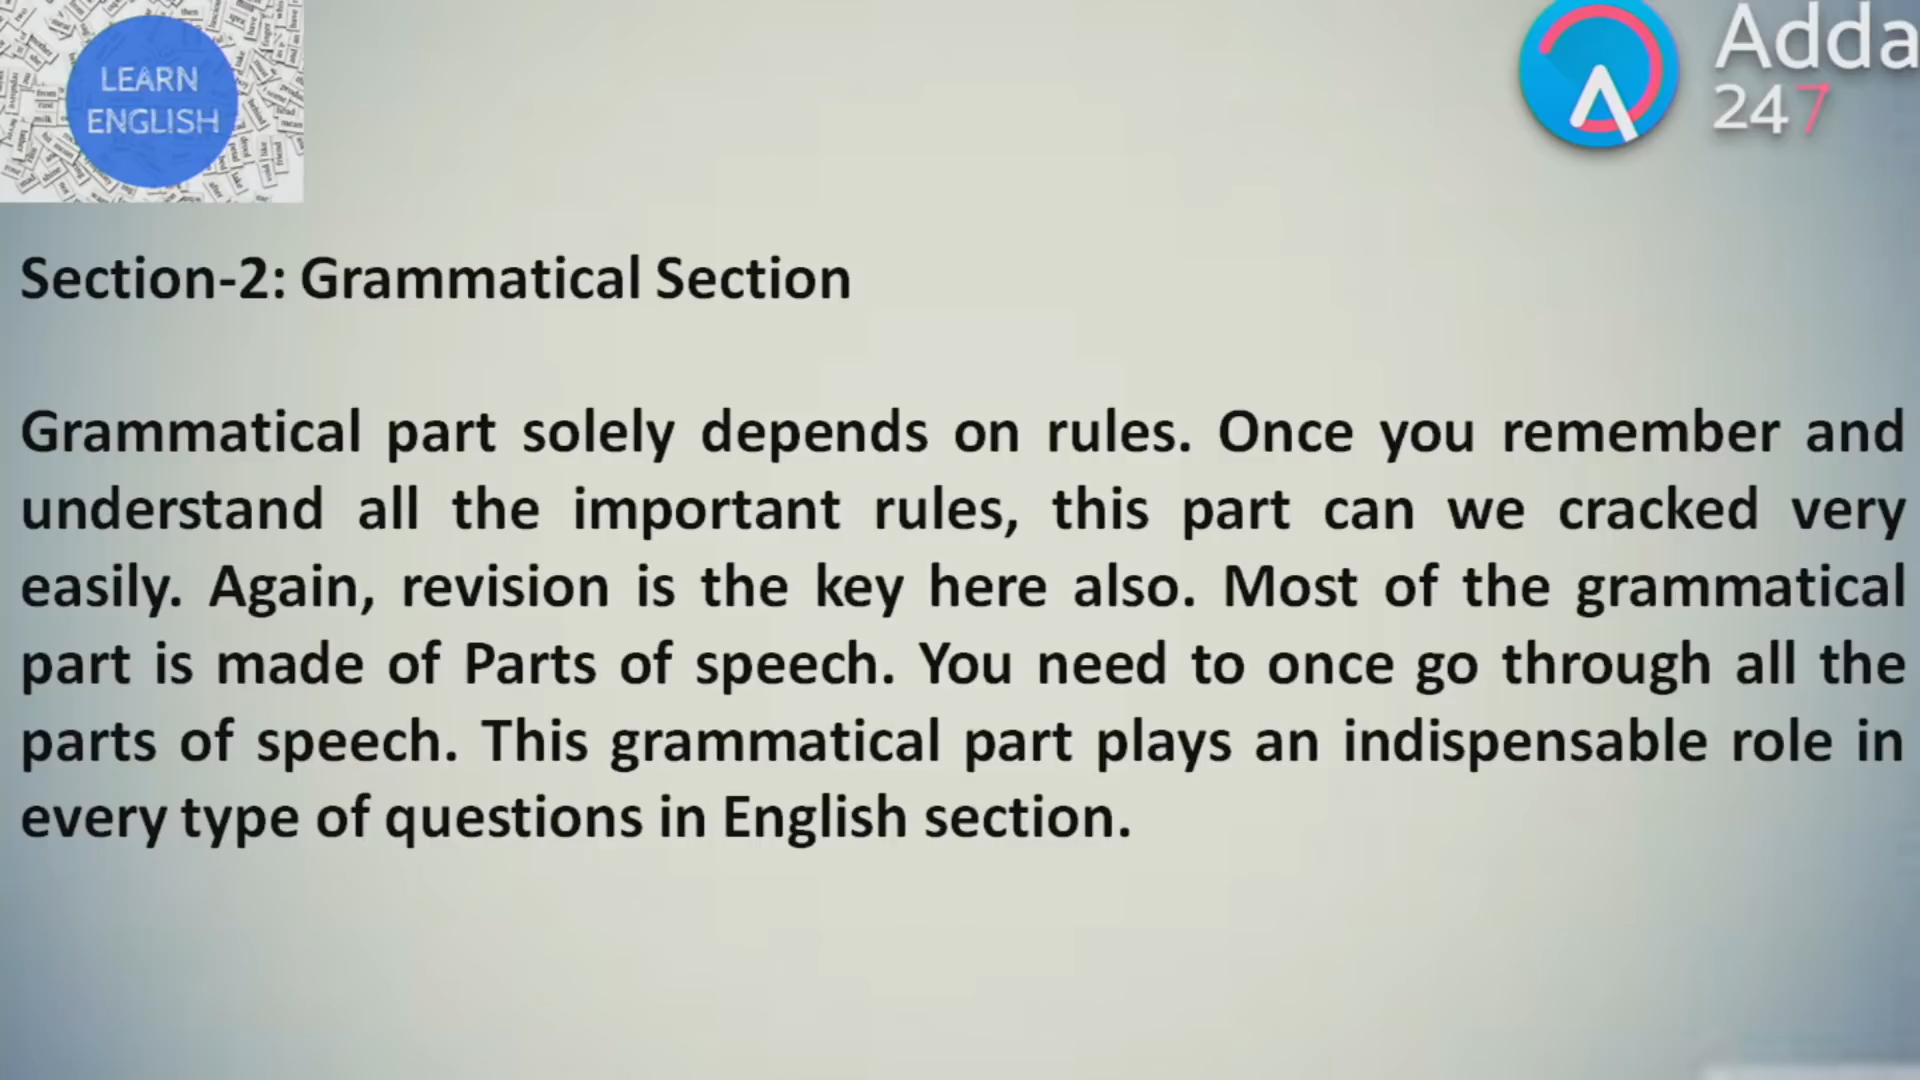 LEARN
ENGLISH
Adda
247
Section-2: Grammatical Section
Grammatical part solely depends on rules. Once you remember and
understand all the important rules, this part can we cracked very
easily. Again, revision is the key here also. Most of the grammatical
part is made of Parts of speech. You need to once go through all the
parts of speech. This grammatical part plays an indispensable role in
every type of questions in English section.